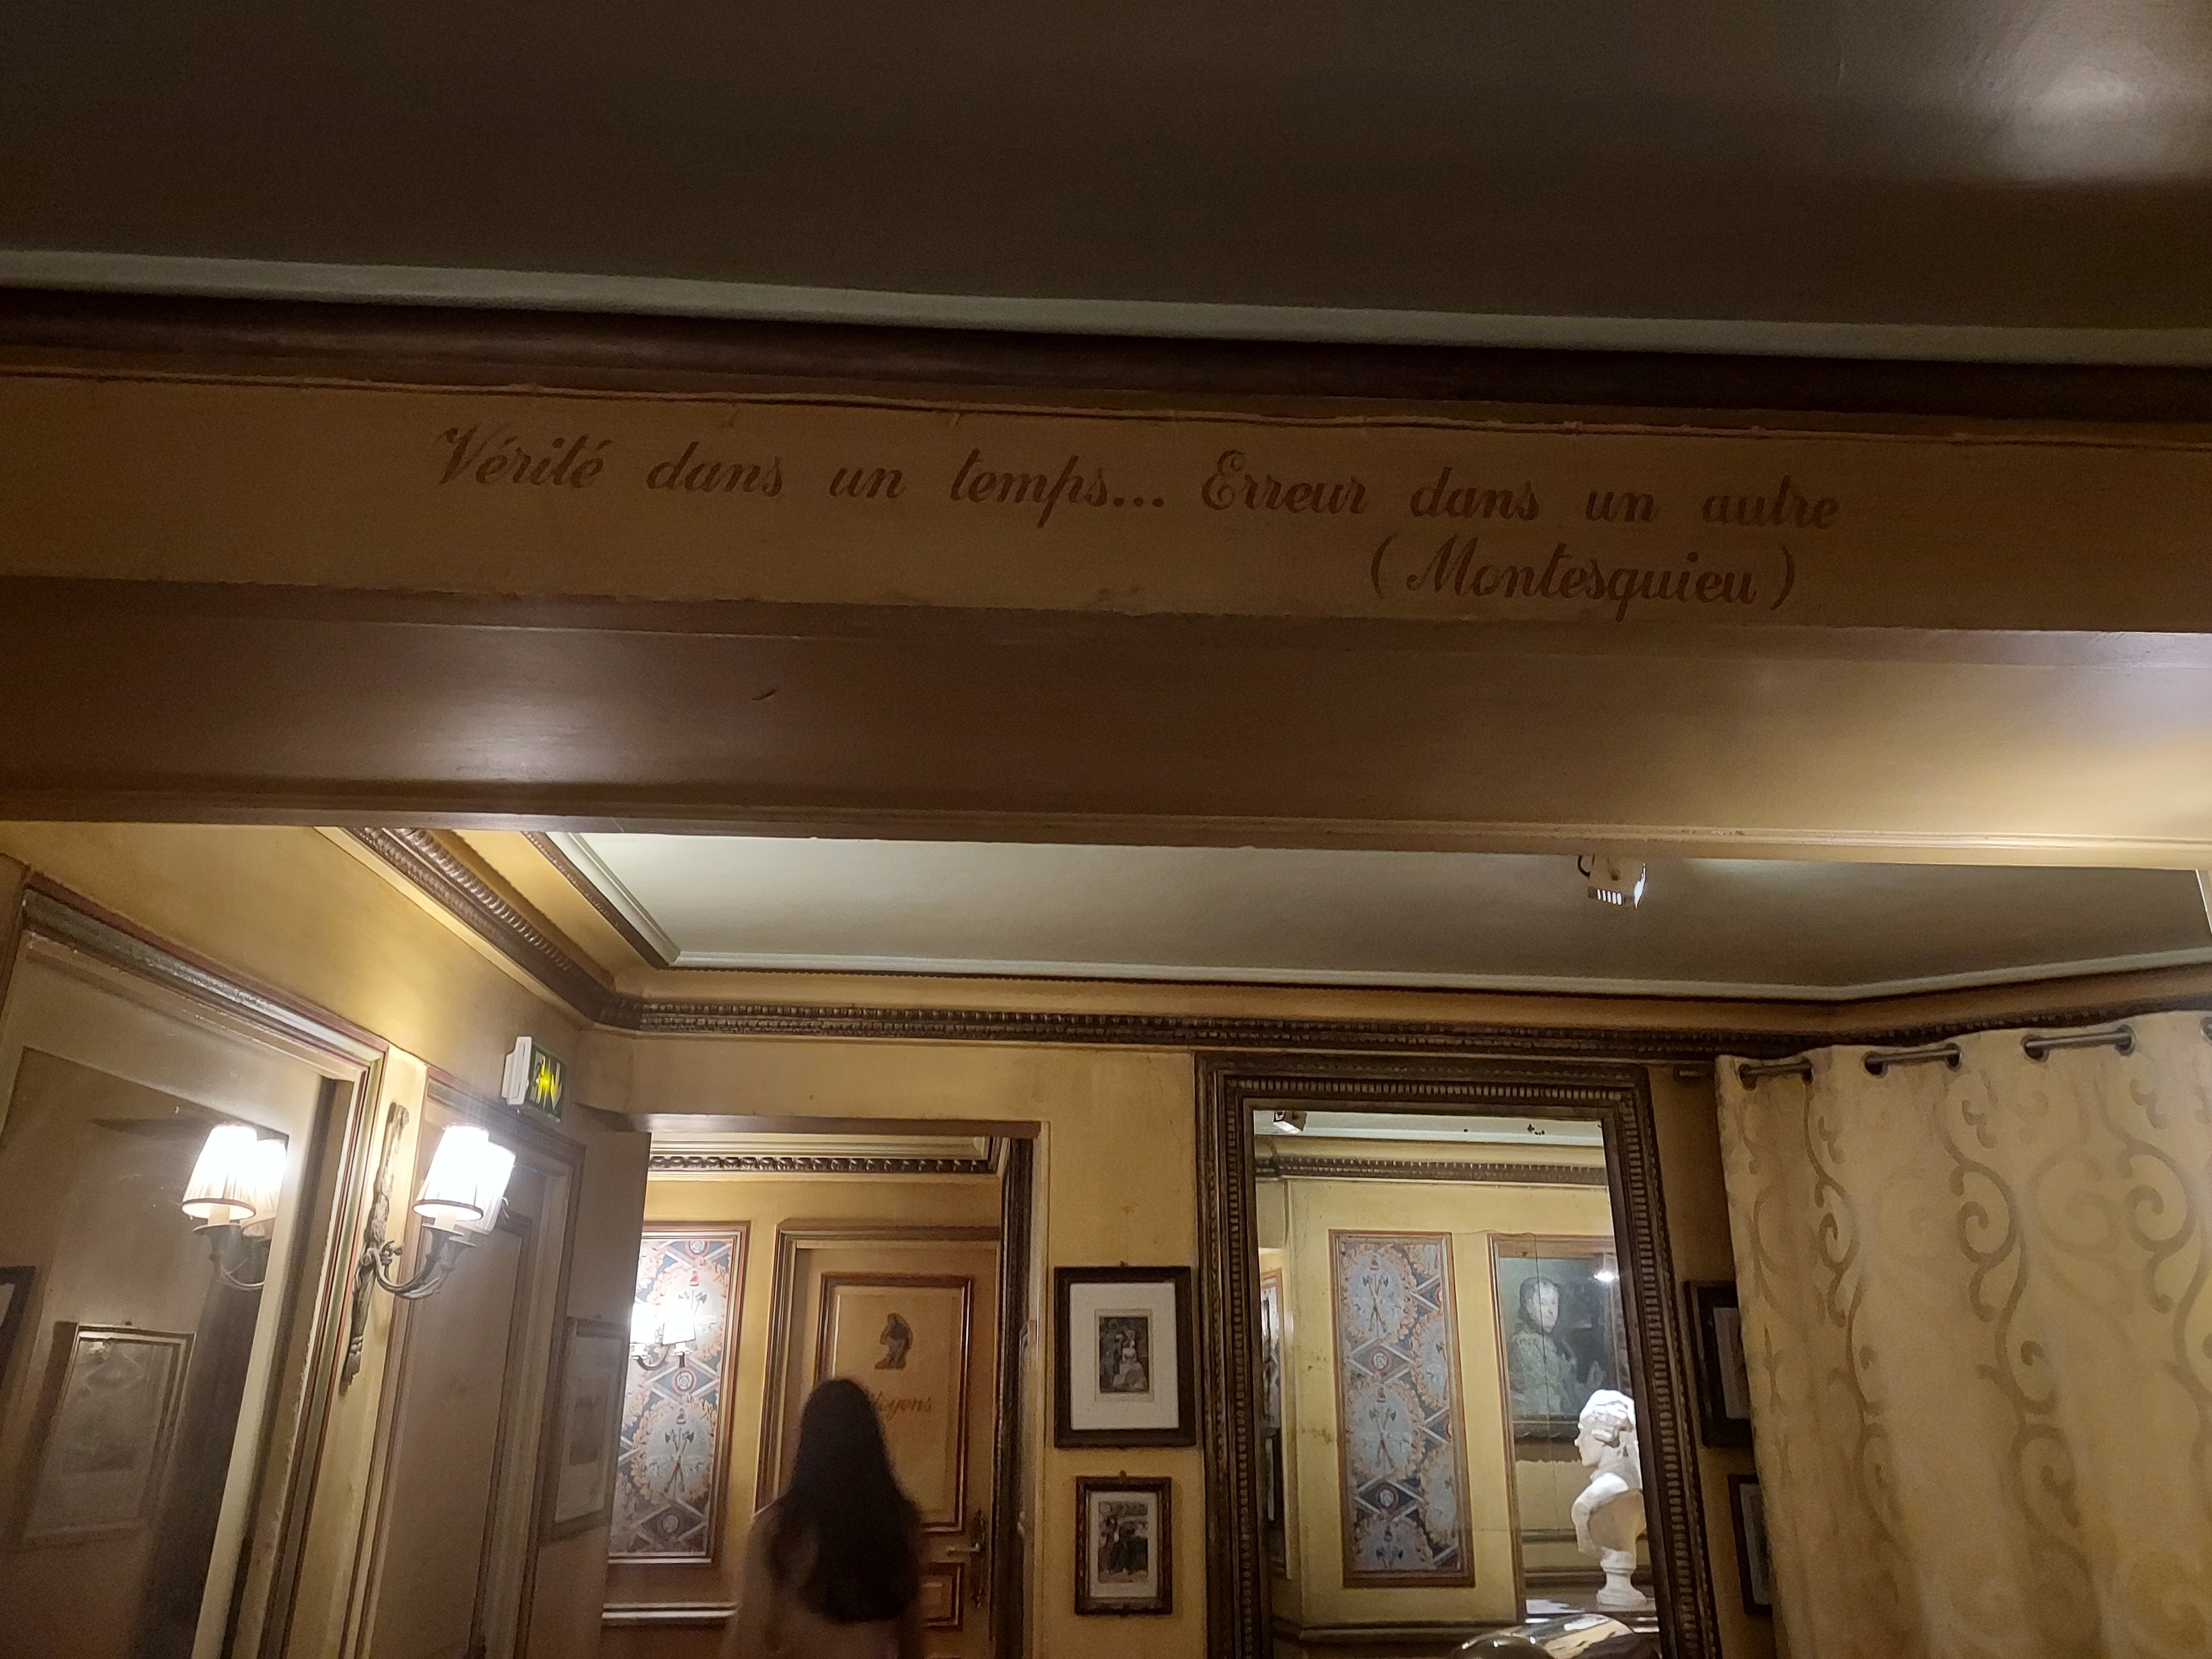 Vérité dans un temps... Erreur dans un autre
(Montesquieu)